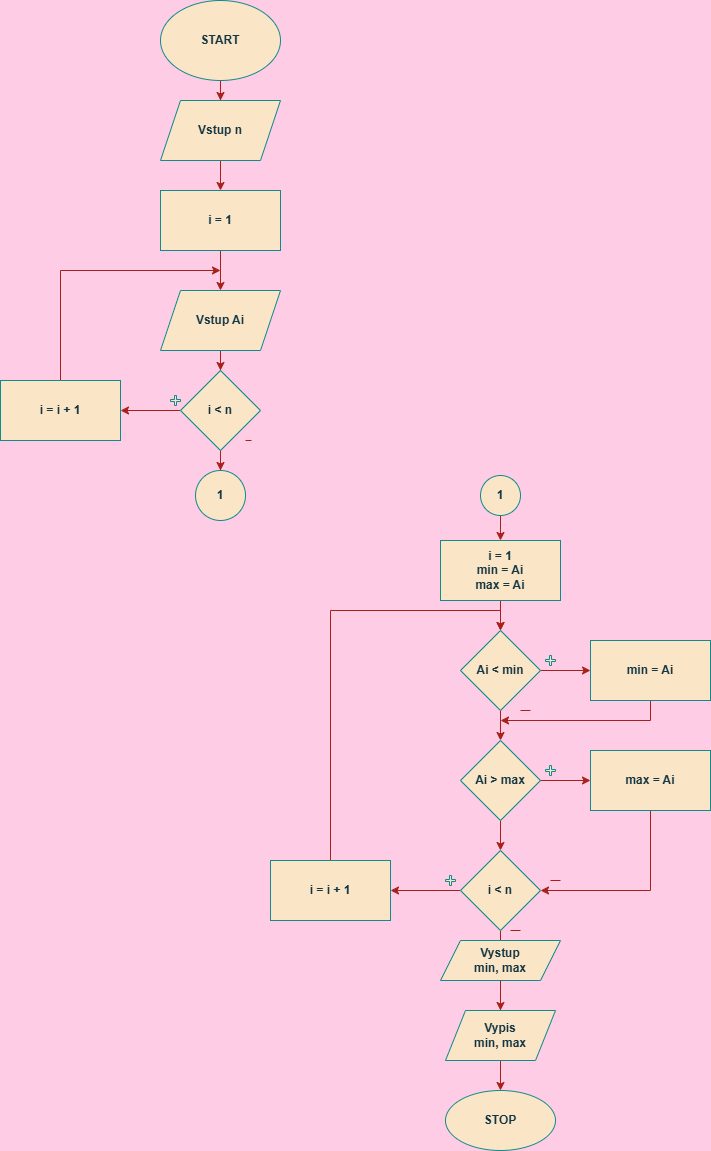 START
Vstup n
i = 1
Vstup Ai
i < n
i = i + 1
1
1
i = 1
min = Ai
max = Ai
Ai < min
min = Ai
Ai > max
max = Ai
i < n
i = i + 1
Vystup
min, max
Vypis
min, max
STOP